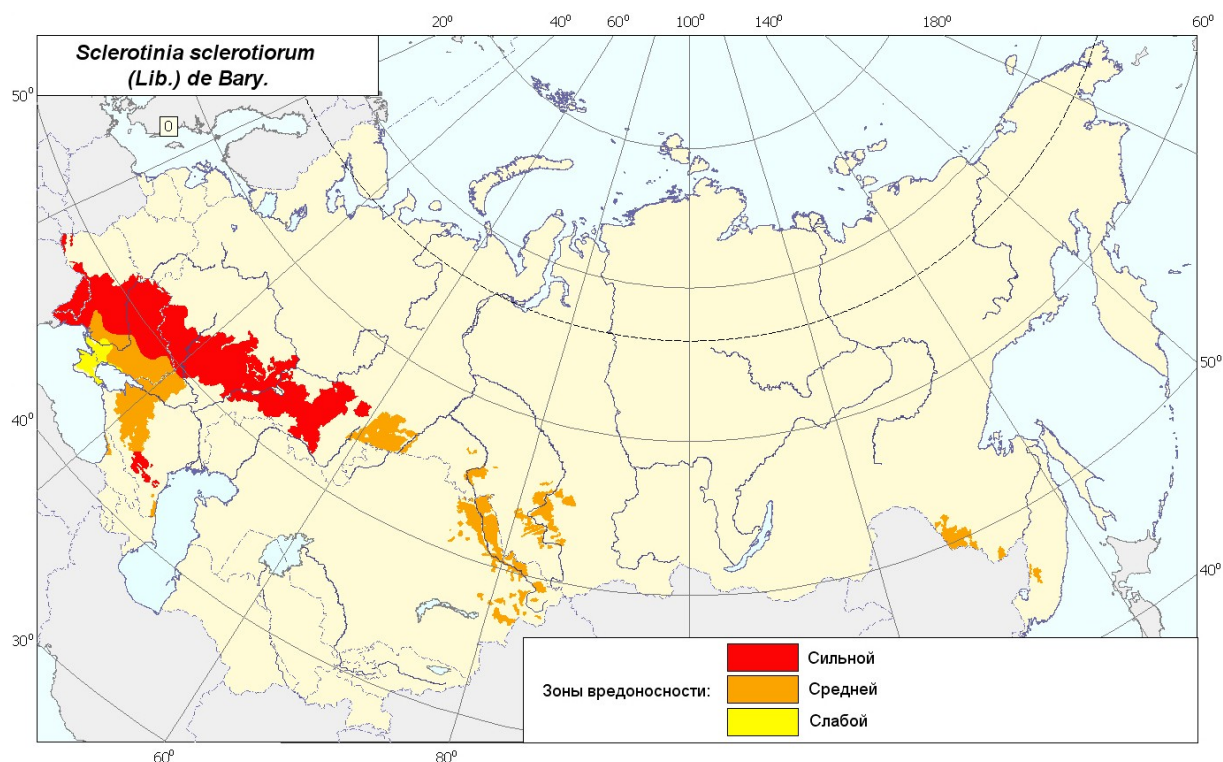 20⁰ 40⁰ 60⁰ 100⁰ 140⁰ 180⁰ 60⁰
Sclerotinia sclerotiorum
(Lib.) de Bary.
50⁰
0
50⁰
40⁰
40⁰
30⁰
Зоны вредоносности:
Сильной
Средней
Слабой
60⁰ 80⁰